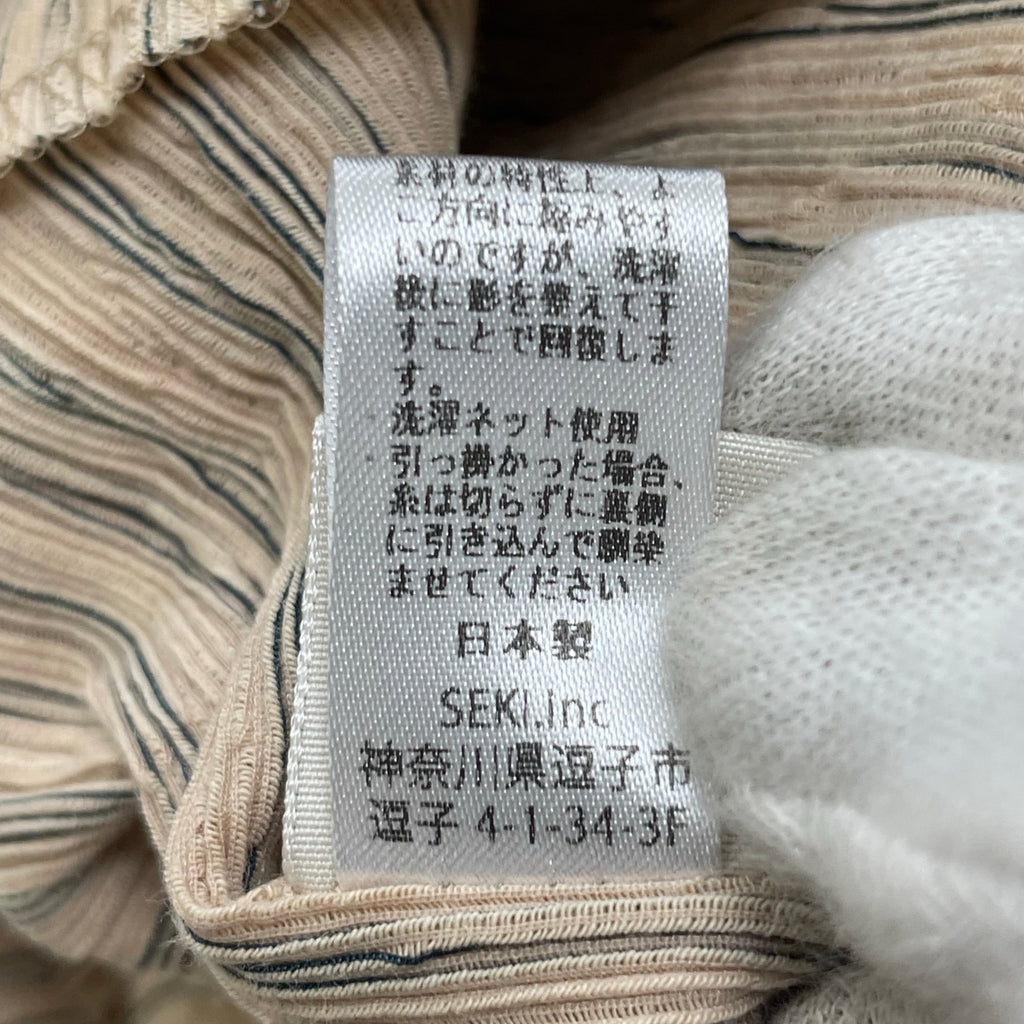 素材の特性上、よ
こ方向に縮みやす
いのですが、洗濯
後に形を整えて干
すことで回復しま
す。
・洗濯ネット使用
・引っ掛かった場合、
糸は切らずに裏側
に引き込んで馴染
ませてください
日本製
SEKI.inc
神奈川県逗子市
逗子 4-1-34-3F